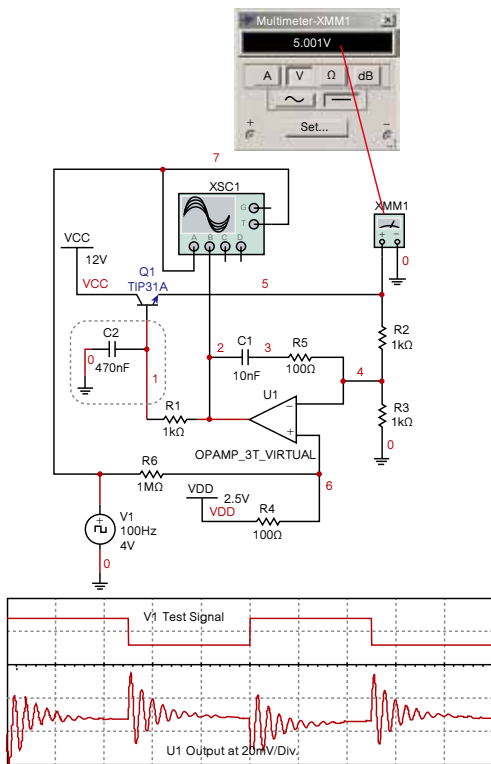 Multimeter-XMM1
5.001V
A V Ω dB
Set...
+ −
7
XSC1
G
T
A B C D
XMM1
+ −
0
VCC
12V
VCC
Q1
TIP31A
5
C2
0
470nF
1
2
C1
3
R5
10nF
100Ω
4
R2
1kΩ
U1
R1
1kΩ
−
+
R3
1kΩ
0
OPAMP_3T_VIRTUAL
R6
1MΩ
6
VDD
2.5V
VDD
R4
100Ω
V1
100Hz
4V
+
0
V1 Test Signal
U1 Output at 20mV/Div.